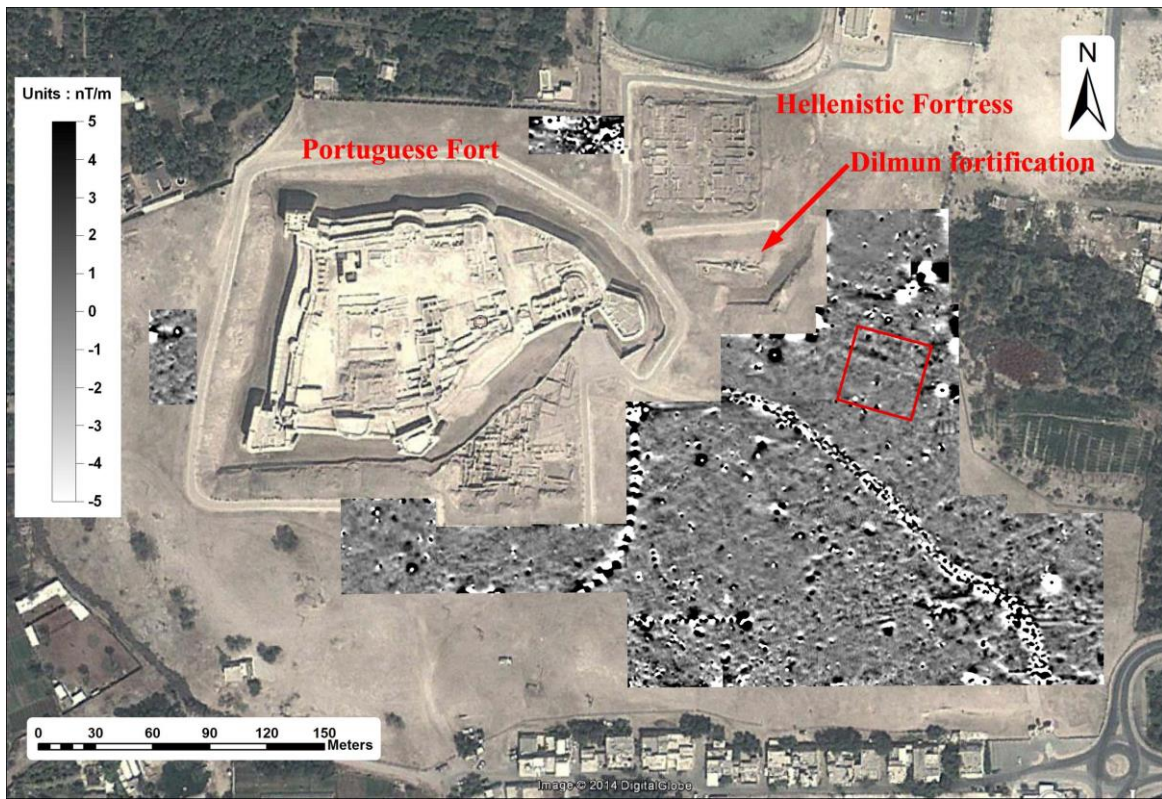 N
Units : nT/m
5
4
3
2
1
0
-1
-2
-3
-4
-5
Hellenistic Fortress
Portuguese Fort
Dilmun fortification
0 30 60 90 120 150
Meters
Image © 2014 DigitalGlobe